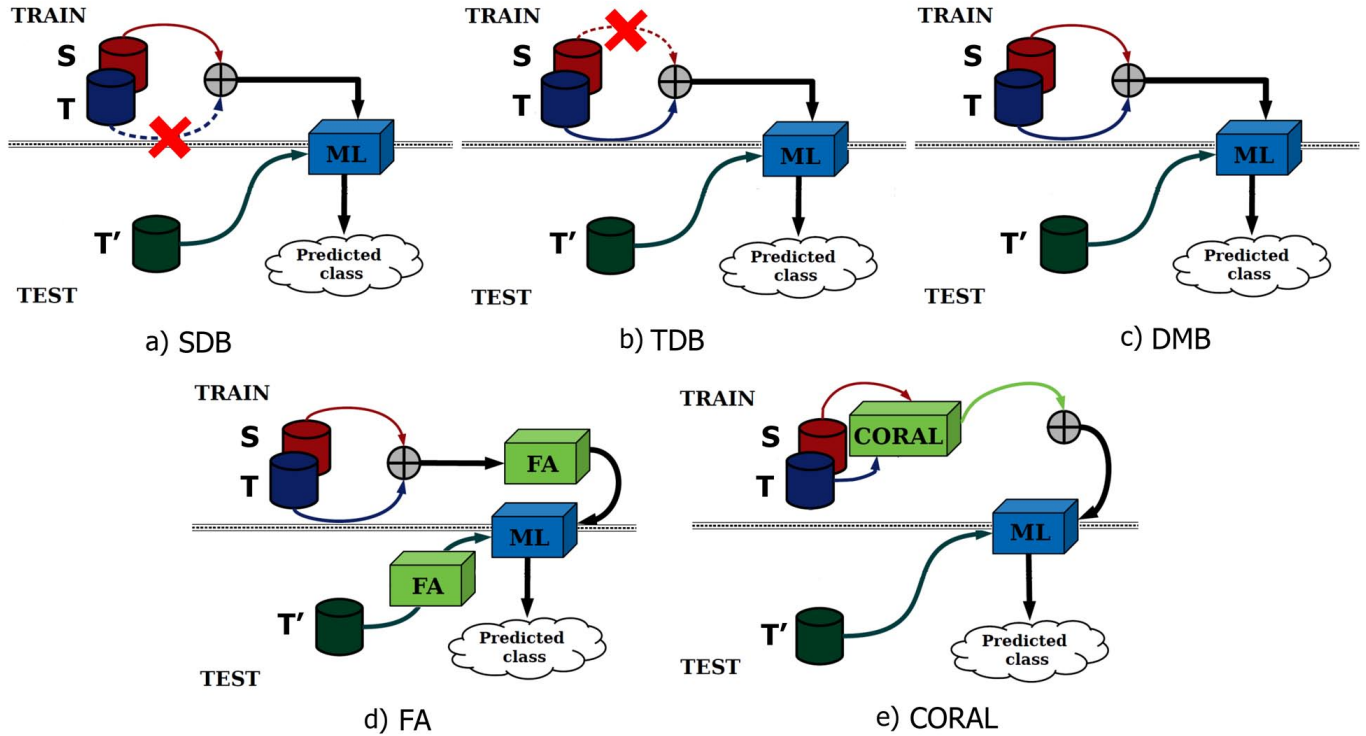 TRAIN
S
T
ML
T′
Predicted
class
TEST
a) SDB
TRAIN
S
T
ML
T′
Predicted
class
TEST
b) TDB
TRAIN
S
T
ML
T′
Predicted
class
TEST
c) DMB
TRAIN
S
T
FA
ML
FA
T′
Predicted
class
TEST
d) FA
TRAIN
S
CORAL
T
ML
T′
Predicted
class
TEST
e) CORAL